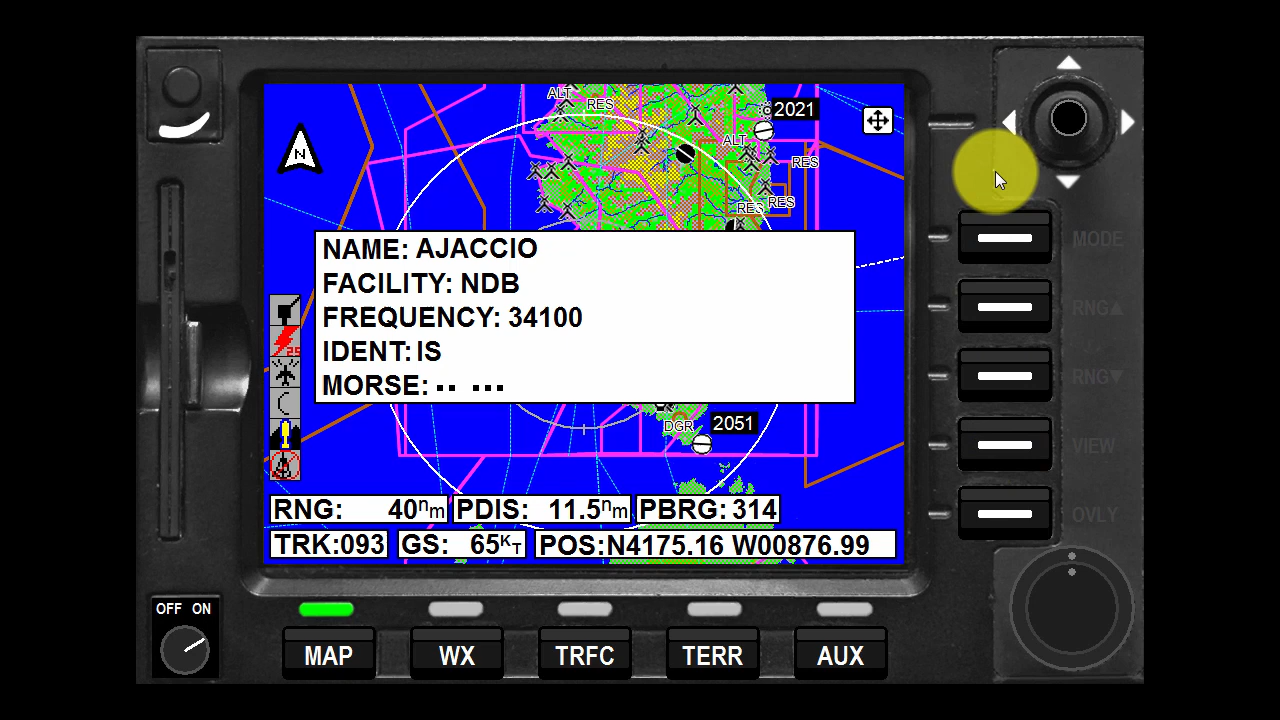 ALT
RES
2021
ALT
RES
N
RES
RES
NAME: AJACCIO
FACILITY: NDB
FREQUENCY: 34100
IDENT: IS
MORSE: •• •••
25
DGR
2051
RNG: 40nm
PDIS: 11.5nm
PBRG: 314
TRK:093
GS: 65KT
POS:N4175.16 W00876.99
MODE
RNG▲
RNG▼
VIEW
OVLY
OFF ON
MAP
WX
TRFC
TERR
AUX